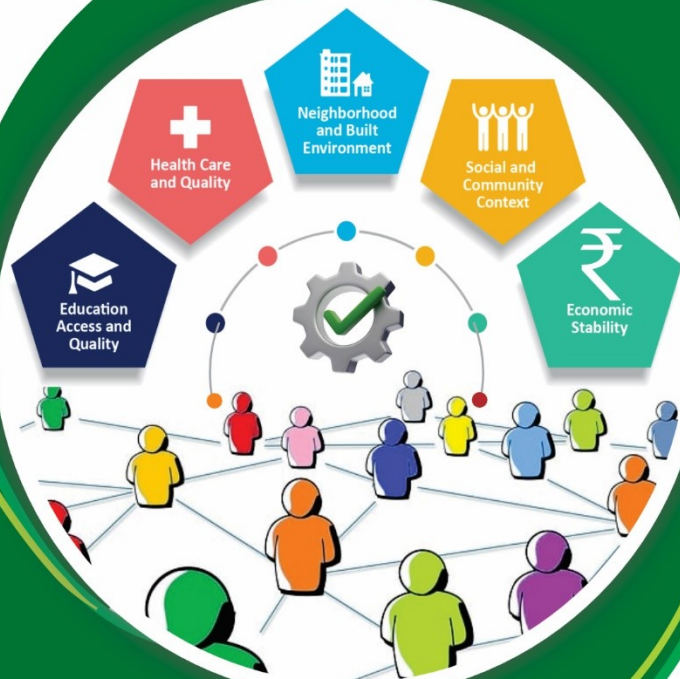 Education
Access and
Quality
Health Care
and Quality
Neighborhood
and Built
Environment
Social and
Community
Context
₹
Economic
Stability